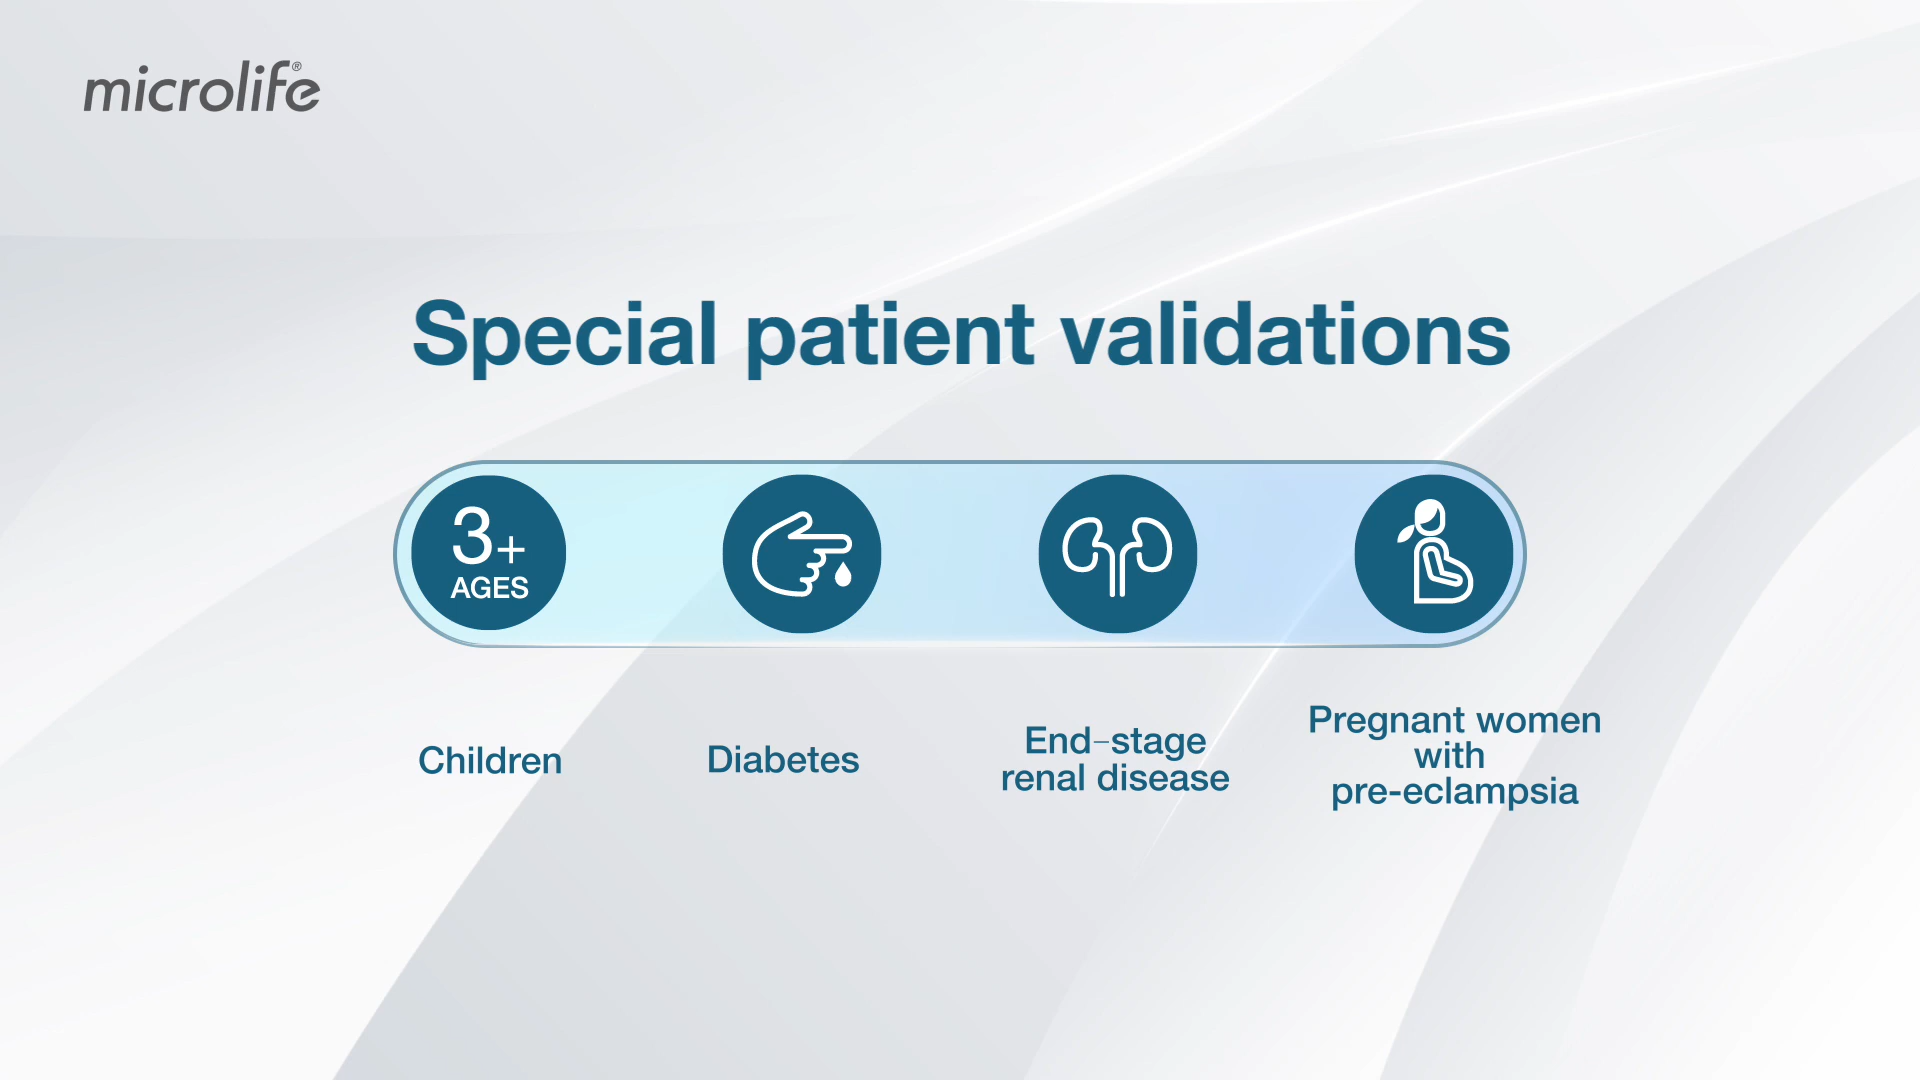 microlife®
Special patient validations
3+
AGES
Children
Diabetes
End-stage
renal disease
Pregnant women
with
pre-eclampsia